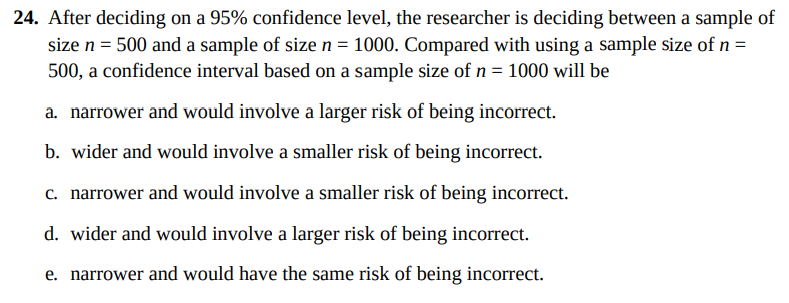 24. After deciding on a 95% confidence level, the researcher is deciding between a sample of
size n = 500 and a sample of size n = 1000. Compared with using a sample size of n =
500, a confidence interval based on a sample size of n = 1000 will be
a. narrower and would involve a larger risk of being incorrect.
b. wider and would involve a smaller risk of being incorrect.
c. narrower and would involve a smaller risk of being incorrect.
d. wider and would involve a larger risk of being incorrect.
e. narrower and would have the same risk of being incorrect.